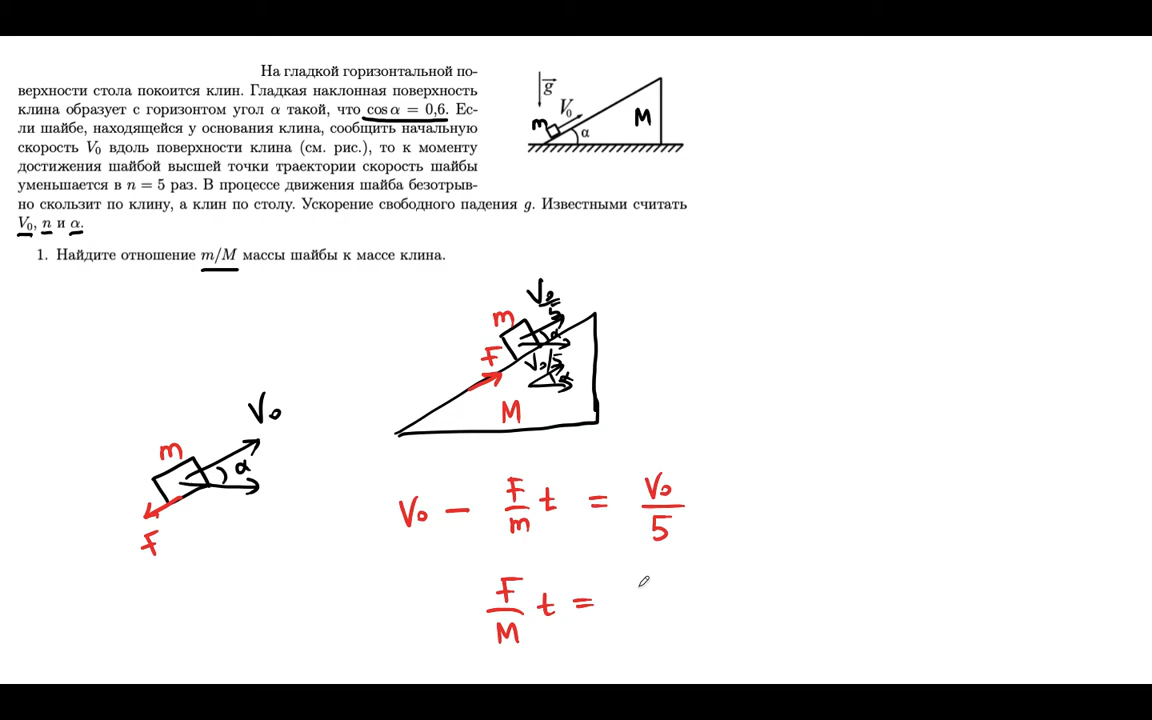 На гладкой горизонтальной по-
верхности стола покоится клин. Гладкая наклонная поверхность
клина образует с горизонтом угол α такой, что cos α = 0,6. Ес-
ли шайбе, находящейся у основания клина, сообщить начальную
скорость V₀ вдоль поверхности клина (см. рис.), то к моменту
достижения шайбой высшей точки траектории скорость шайбы
уменьшается в n = 5 раз. В процессе движения шайба безотрыв-
но скользит по клину, а клин по столу. Ускорение свободного падения g. Известными считать
V₀, n и α.
1. Найдите отношение m/M массы шайбы к массе клина.
g
V₀
m
α
M
V₀
5
m
α
F
V₀/5
α
M
V₀
m
α
F
V₀ − F/m t = V₀/5
F/M t =